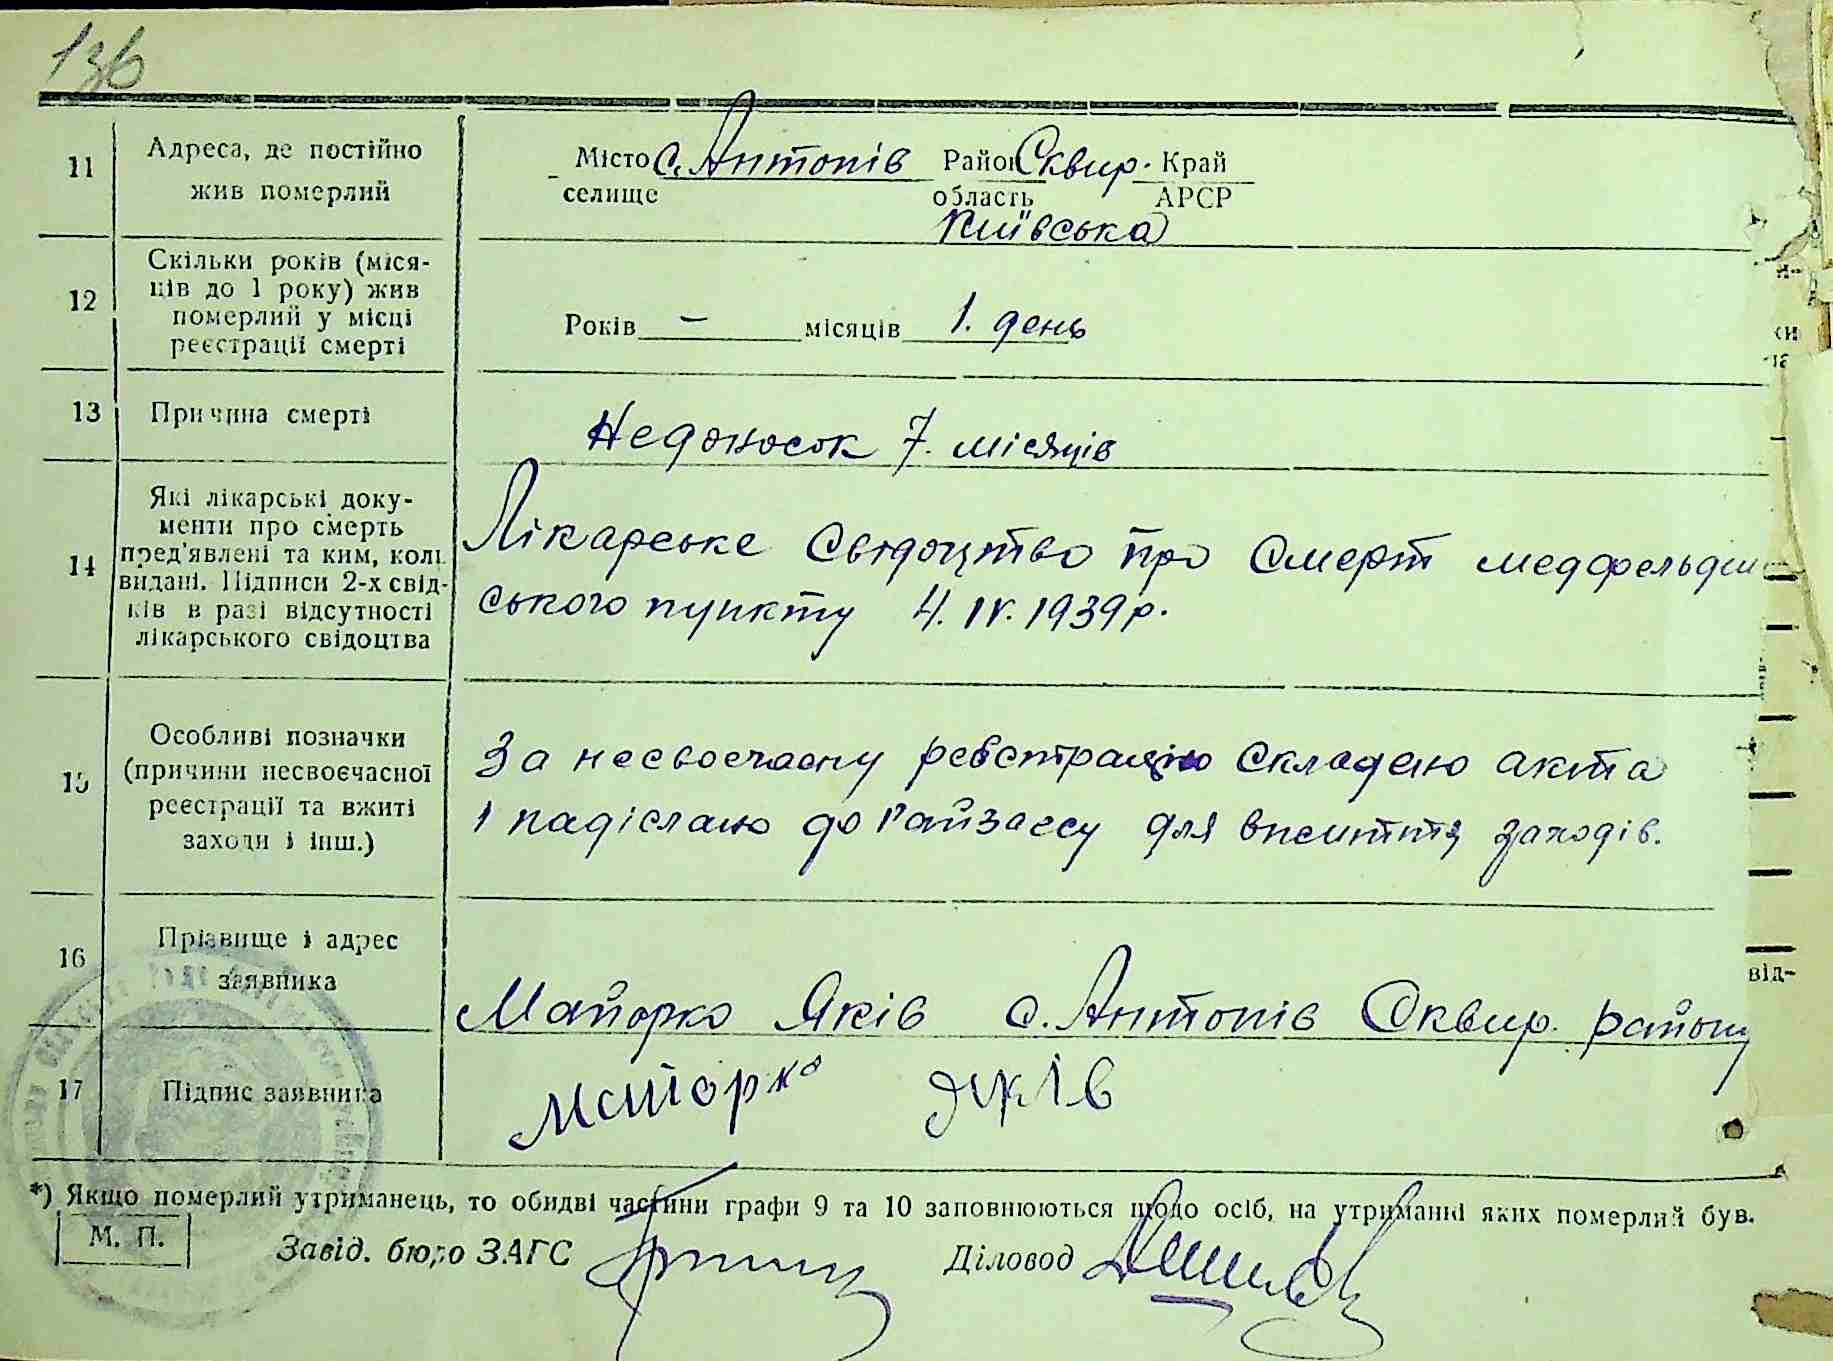 136
11
Адреса, де постійно
жив померлий
Місто с. Антонів Район Сквир. Край
селище область АРСР
Київська
12
Скільки років (міся-
ців до 1 року) жив
померлий у місці
реєстрації смерті
Років — місяців 1. день
13
Причина смерті
Недоносок 7. місяців
14
Які лікарські доку-
менти про смерть
пред'явлені та ким, коли
видані. Підписи 2-х свід-
ків в разі відсутності
лікарського свідоцтва
Лікарське свідоцтво про смерт медфельдш
ського пункту 4. IV. 1939 р.
15
Особливі позначки
(причини несвоєчасної
реєстрації та вжиті
заходи і інш.)
За несвоєчасну реєстрацію складено акта
і надіслано до Райзагсу для вжиття заходів.
16
Прізвище і адрес
заявника
Майорко Яків с. Антонів Сквир. району
17
Підпис заявника
Майорко Яків
*) Якщо померлий утриманець, то обидві частини графи 9 та 10 заповнюються щодо осіб, на утриманні яких померлий був.
М. П.
Завід. бюро ЗАГС
Діловод
від-